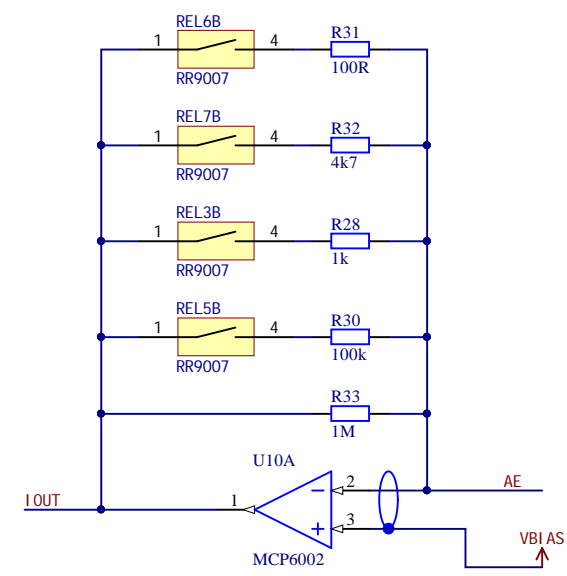 REL6B
1 4
R31
100R
RR9007
REL7B
1 4
R32
4k7
RR9007
REL3B
1 4
R28
1k
RR9007
REL5B
1 4
R30
100k
RR9007
R33
1M
U10A
2
AE
IOUT
1
3
VBIAS
MCP6002